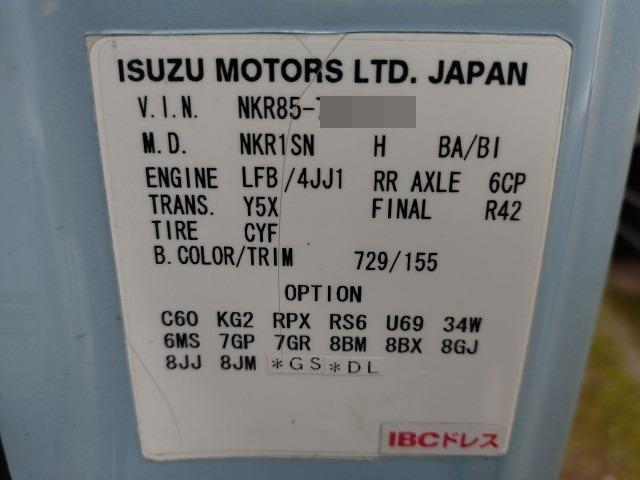 ISUZU MOTORS LTD. JAPAN
V.I.N. NKR85-7
M.D. NKR1SN H BA/BI
ENGINE LFB/4JJ1 RR AXLE 6CP
TRANS. Y5X FINAL R42
TIRE CYF
B.COLOR/TRIM 729/155
OPTION
C60 KG2 RPX RS6 U69 34W
6MS 7GP 7GR 8BM 8BX 8GJ
8JJ 8JM *GS*DL
IBCドレス